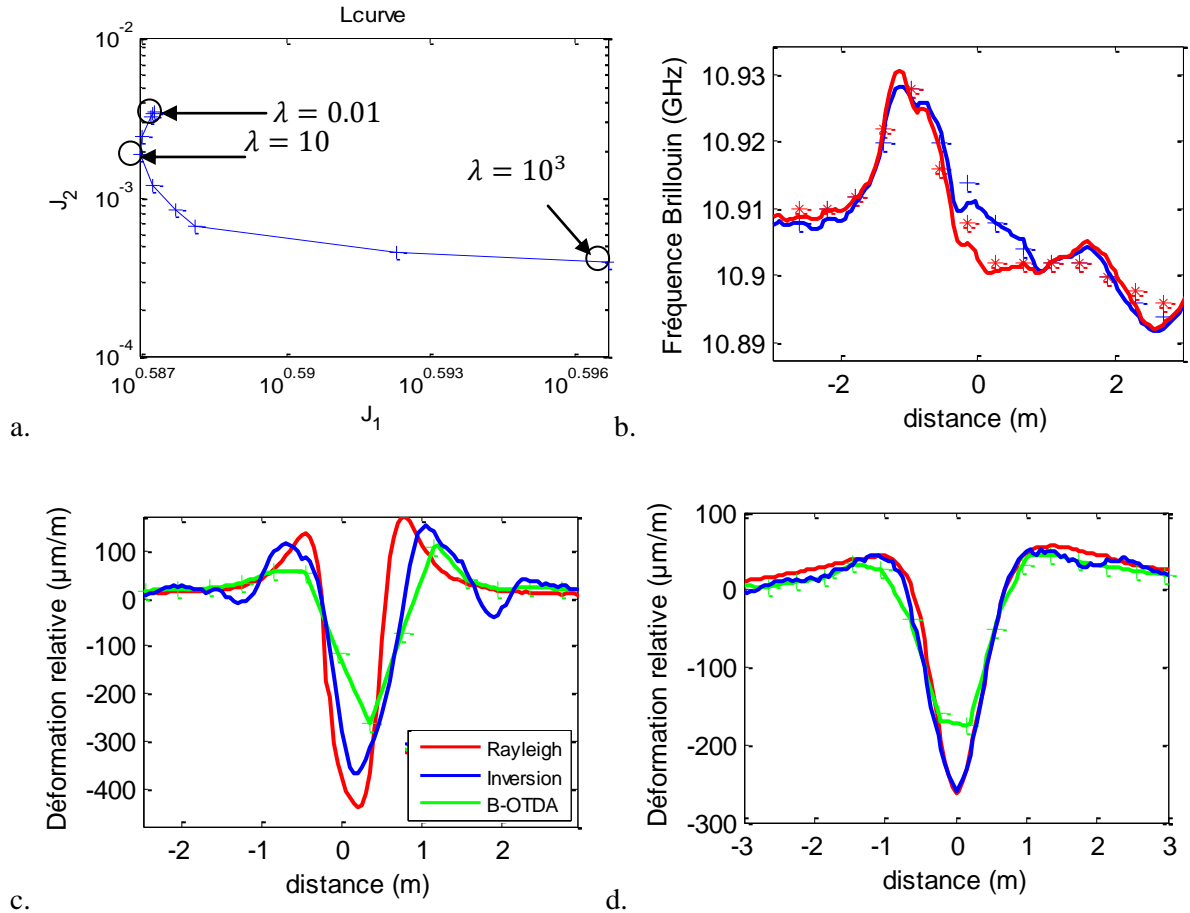 Lcurve
10^-2
10^-3
10^-4
J_2
λ = 0.01
λ = 10
λ = 10^3
10^0.587
10^0.59
10^0.593
10^0.596
J_1
a.
10.93
10.92
10.91
10.9
10.89
Fréquence Brillouin (GHz)
-2
0
2
distance (m)
b.
100
0
-100
-200
-300
-400
Déformation relative (µm/m)
Rayleigh
Inversion
B-OTDA
-2
-1
0
1
2
distance (m)
c.
100
0
-100
-200
-300
Déformation relative (µm/m)
-3
-2
-1
0
1
2
3
distance (m)
d.